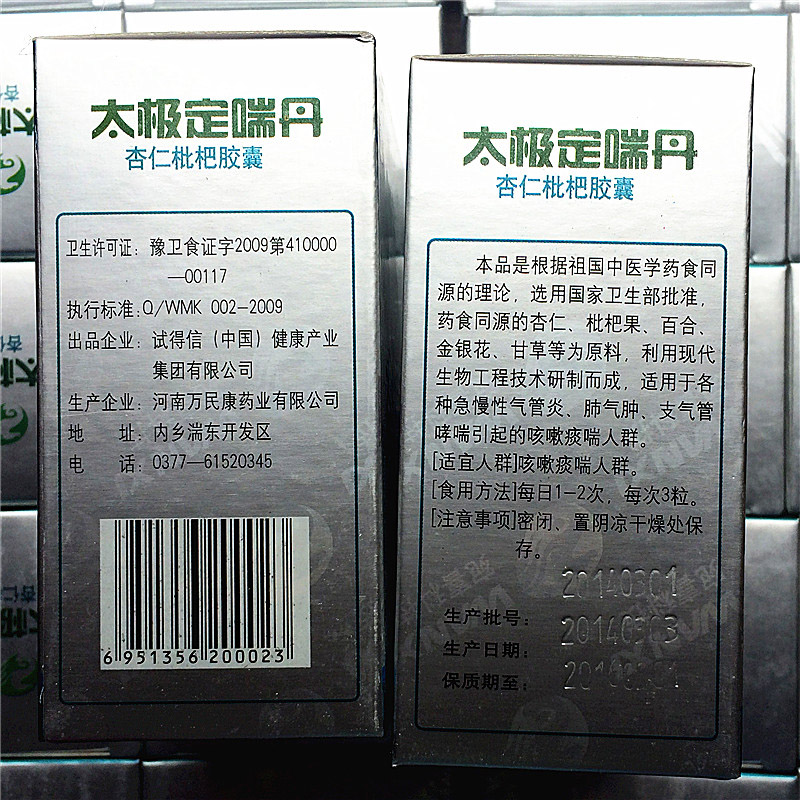 太极定喘丹
杏仁枇杷胶囊
卫生许可证：豫卫食证字2009第410000
—00117
执行标准:Q/WMK 002-2009
出品企业：试得信（中国）健康产业
集团有限公司
生产企业：河南万民康药业有限公司
地 址：内乡湍东开发区
电 话：0377—61520345
6 951356 200023
太极定喘丹
杏仁枇杷胶囊
本品是根据祖国中医学药食同
源的理论，选用国家卫生部批准，
药食同源的杏仁、枇杷果、百合、
金银花、甘草等为原料，利用现代
生物工程技术研制而成，适用于各
种急慢性气管炎、肺气肿、支气管
哮喘引起的咳嗽痰喘人群。
[适宜人群]咳嗽痰喘人群。
[食用方法]每日1-2次，每次3粒。
[注意事项]密闭、置阴凉干燥处保
存。
20140301
生产批号：
20140303
生产日期：
保质期至：